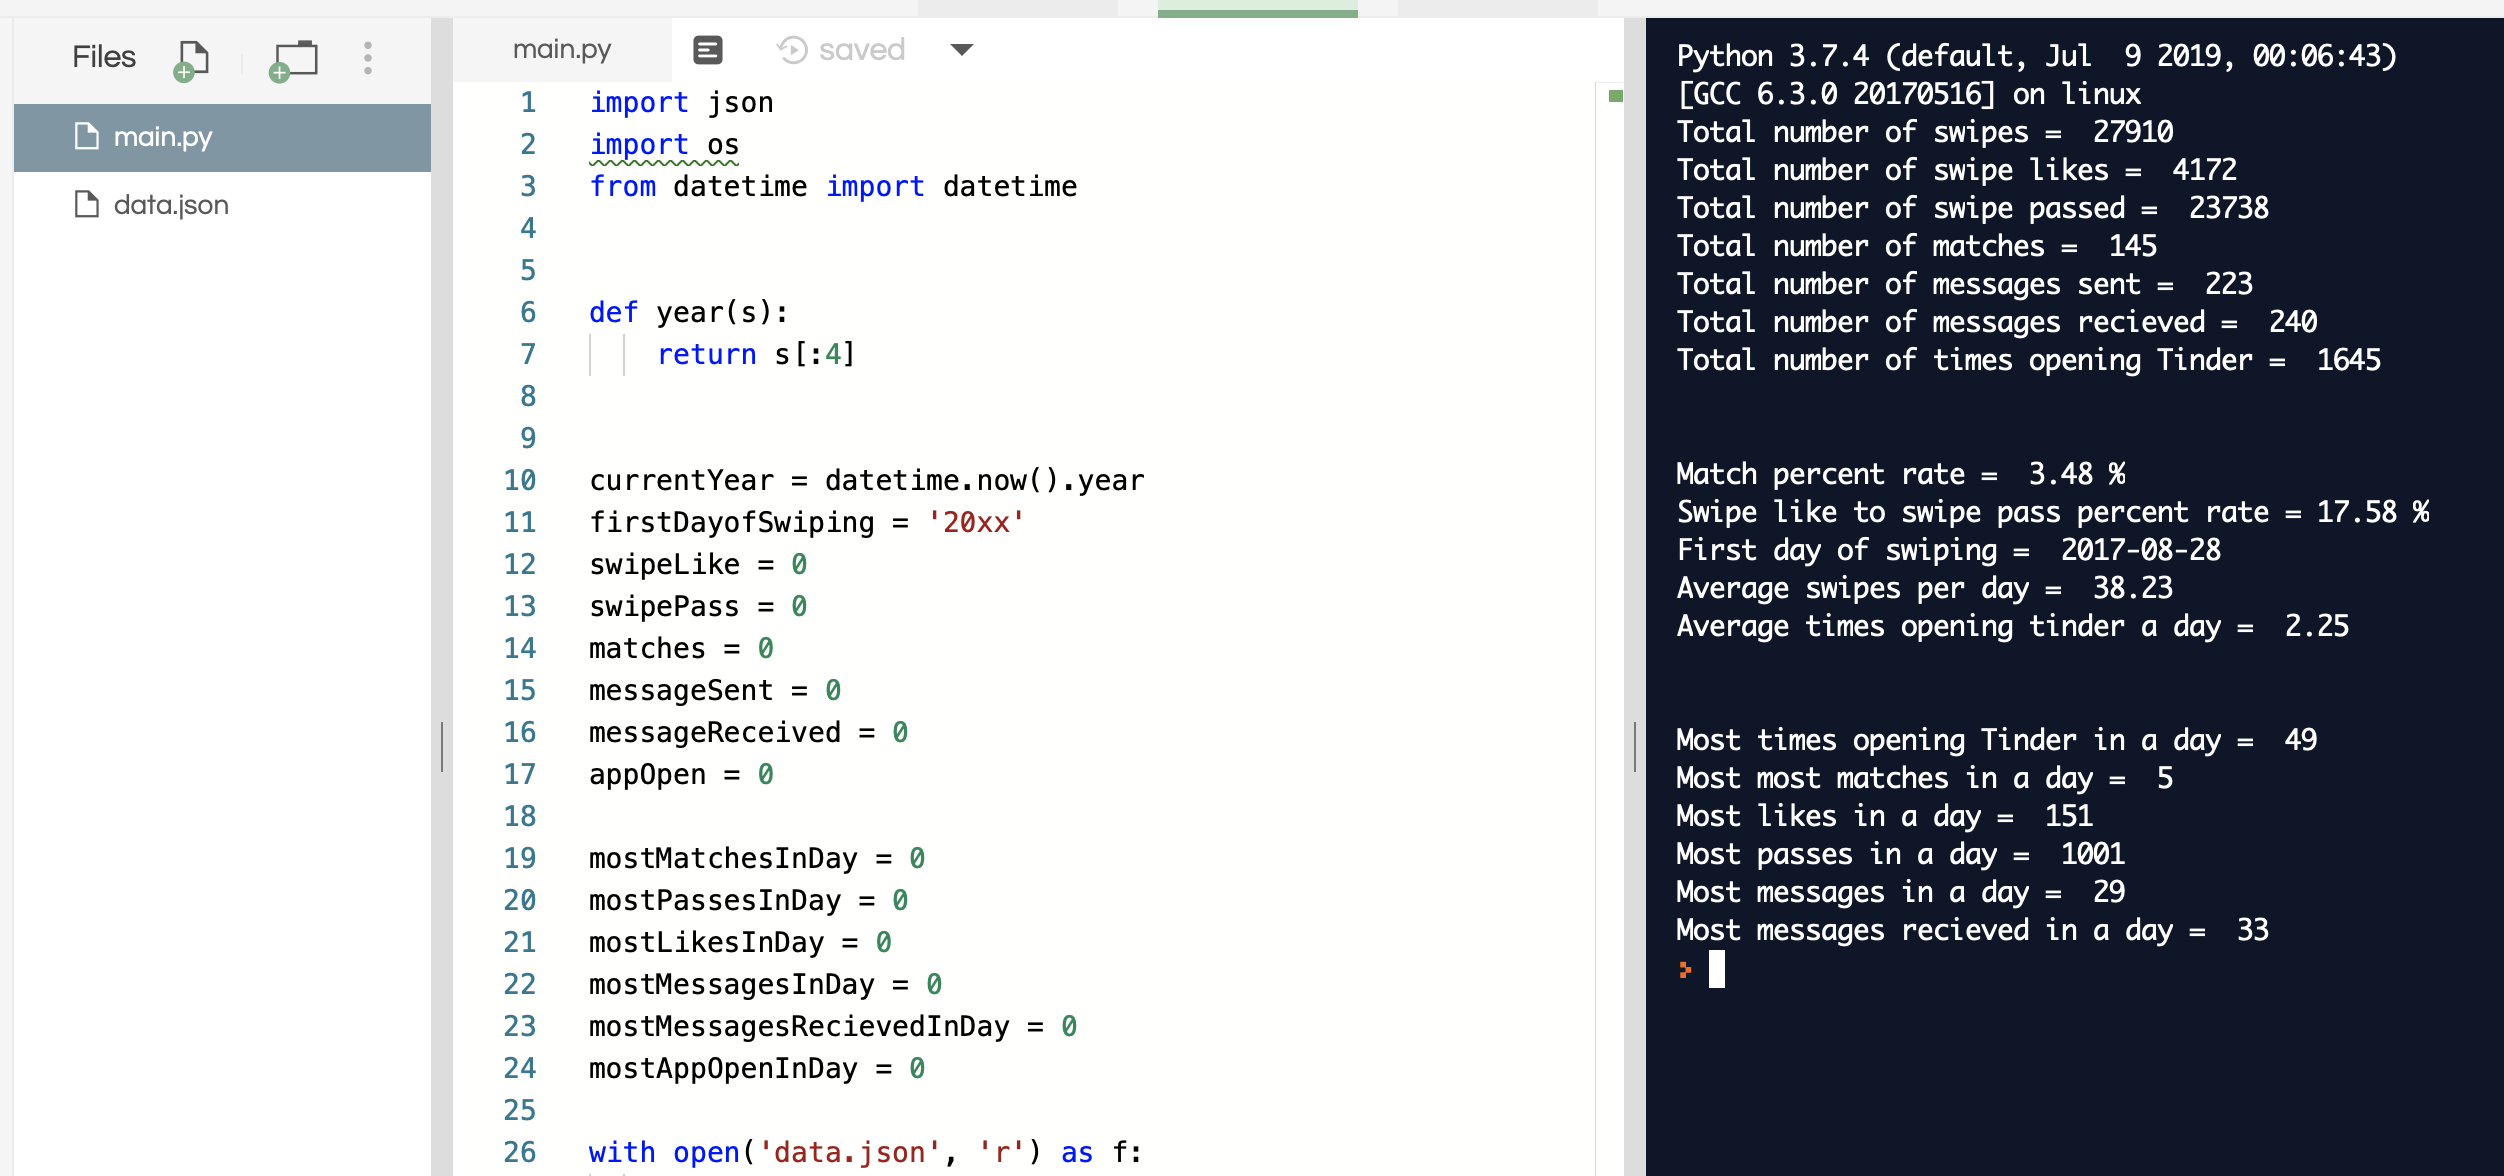 Files
main.py
data.json
main.py
saved
1 import json
2 import os
3 from datetime import datetime
4
5
6 def year(s):
7 return s[:4]
8
9
10 currentYear = datetime.now().year
11 firstDayofSwiping = '20xx'
12 swipeLike = 0
13 swipePass = 0
14 matches = 0
15 messageSent = 0
16 messageReceived = 0
17 appOpen = 0
18
19 mostMatchesInDay = 0
20 mostPassesInDay = 0
21 mostLikesInDay = 0
22 mostMessagesInDay = 0
23 mostMessagesRecievedInDay = 0
24 mostAppOpenInDay = 0
25
26 with open('data.json', 'r') as f:
Python 3.7.4 (default, Jul  9 2019, 00:06:43)
[GCC 6.3.0 20170516] on linux
Total number of swipes =  27910
Total number of swipe likes =  4172
Total number of swipe passed =  23738
Total number of matches =  145
Total number of messages sent =  223
Total number of messages recieved =  240
Total number of times opening Tinder =  1645
Match percent rate =  3.48 %
Swipe like to swipe pass percent rate = 17.58 %
First day of swiping =  2017-08-28
Average swipes per day =  38.23
Average times opening tinder a day =  2.25
Most times opening Tinder in a day =  49
Most most matches in a day =  5
Most likes in a day =  151
Most passes in a day =  1001
Most messages in a day =  29
Most messages recieved in a day =  33